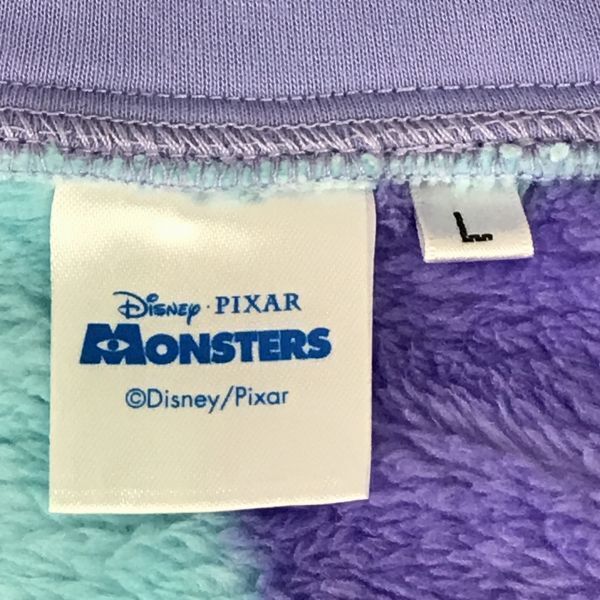 Disney · PIXAR
MONSTERS
©Disney/Pixar
L